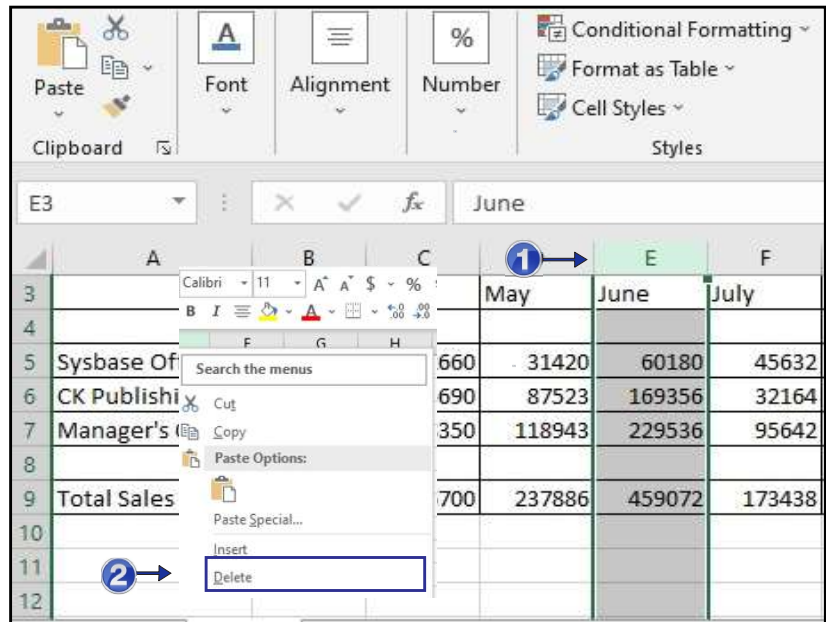 Conditional Formatting
Format as Table
Cell Styles
Paste
Font
Alignment
Number
Clipboard
Styles
A
%
E3
fx
June
A B C 1 E F
3 May June July
4
5 Sysbase Of 660 31420 60180 45632
6 CK Publishi 690 87523 169356 32164
7 Manager's 350 118943 229536 95642
8
9 Total Sales 700 237886 459072 173438
10
11
12
Calibri 11 A A $ %
B I A .00 .00
F G H
Search the menus
Cut
Copy
Paste Options:
Paste Special...
Insert
2 Delete